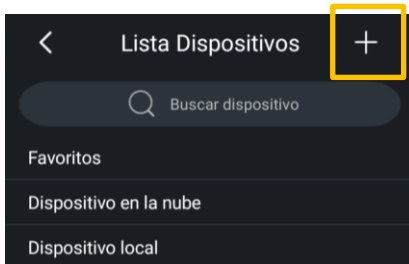 Lista Dispositivos
Buscar dispositivo
Favoritos
Dispositivo en la nube
Dispositivo local